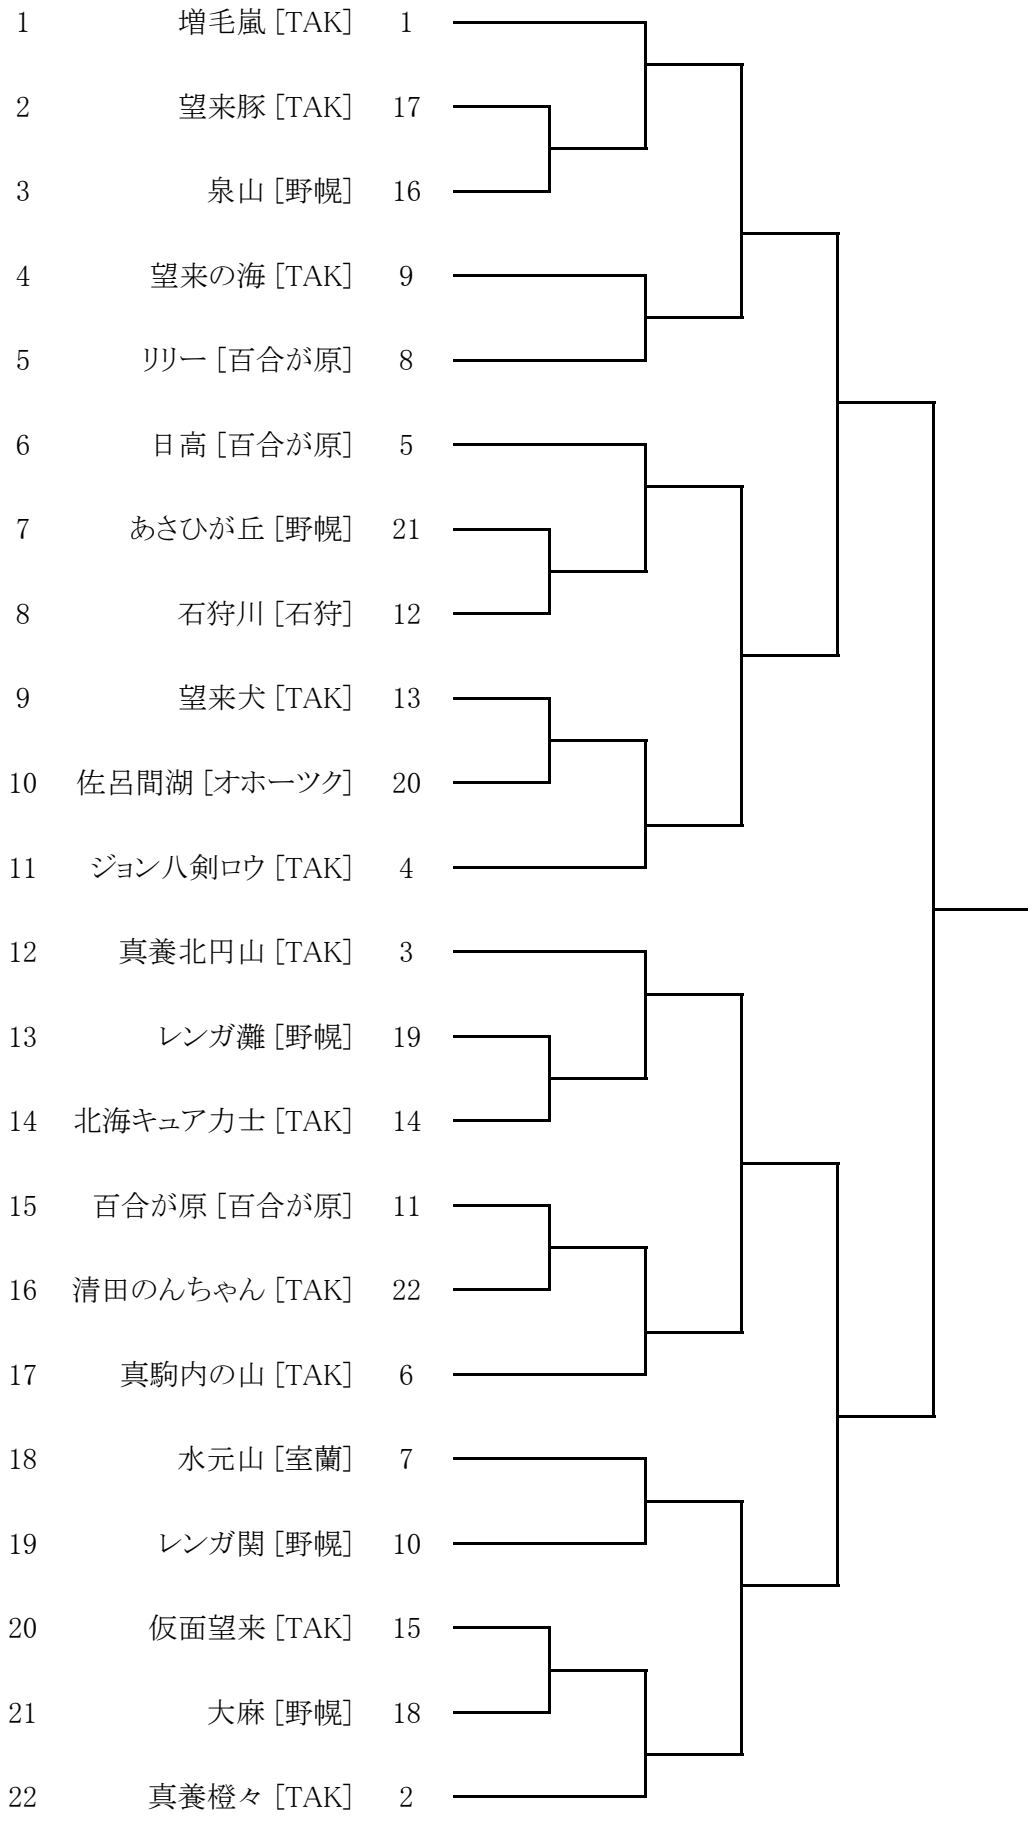 1 増毛嵐 [TAK] 1
2 望来豚 [TAK] 17
3 泉山 [野幌] 16
4 望来の海 [TAK] 9
5 リリー [百合が原] 8
6 日高 [百合が原] 5
7 あさひが丘 [野幌] 21
8 石狩川 [石狩] 12
9 望来犬 [TAK] 13
10 佐呂間湖 [オホーツク] 20
11 ジョン八剣ロウ [TAK] 4
12 真養北円山 [TAK] 3
13 レンガ灘 [野幌] 19
14 北海キュア力士 [TAK] 14
15 百合が原 [百合が原] 11
16 清田のんちゃん [TAK] 22
17 真駒内の山 [TAK] 6
18 水元山 [室蘭] 7
19 レンガ関 [野幌] 10
20 仮面望来 [TAK] 15
21 大麻 [野幌] 18
22 真養橙々 [TAK] 2